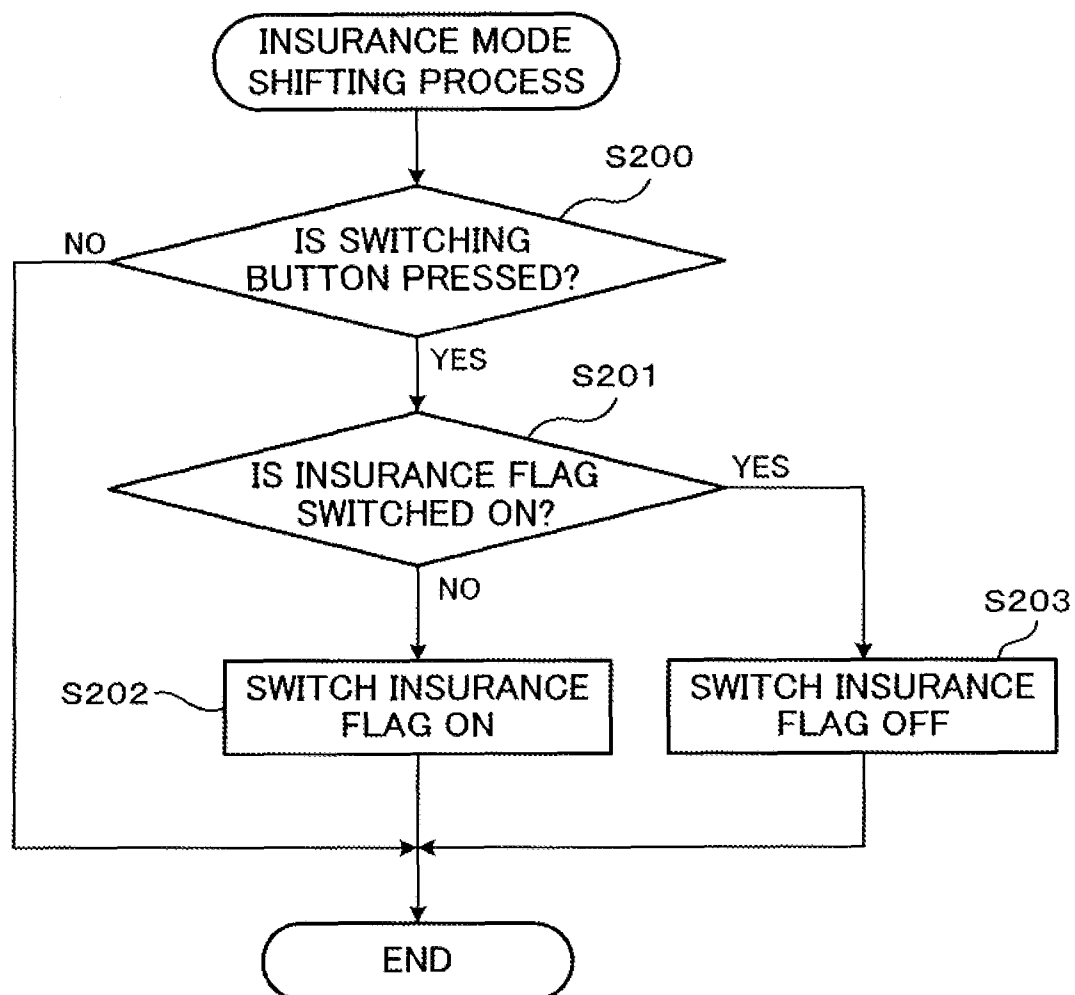 INSURANCE MODE
SHIFTING PROCESS
S200
NO
IS SWITCHING
BUTTON PRESSED?
YES
S201
IS INSURANCE FLAG
SWITCHED ON?
YES
NO
S203
S202
SWITCH INSURANCE
FLAG ON
SWITCH INSURANCE
FLAG OFF
END